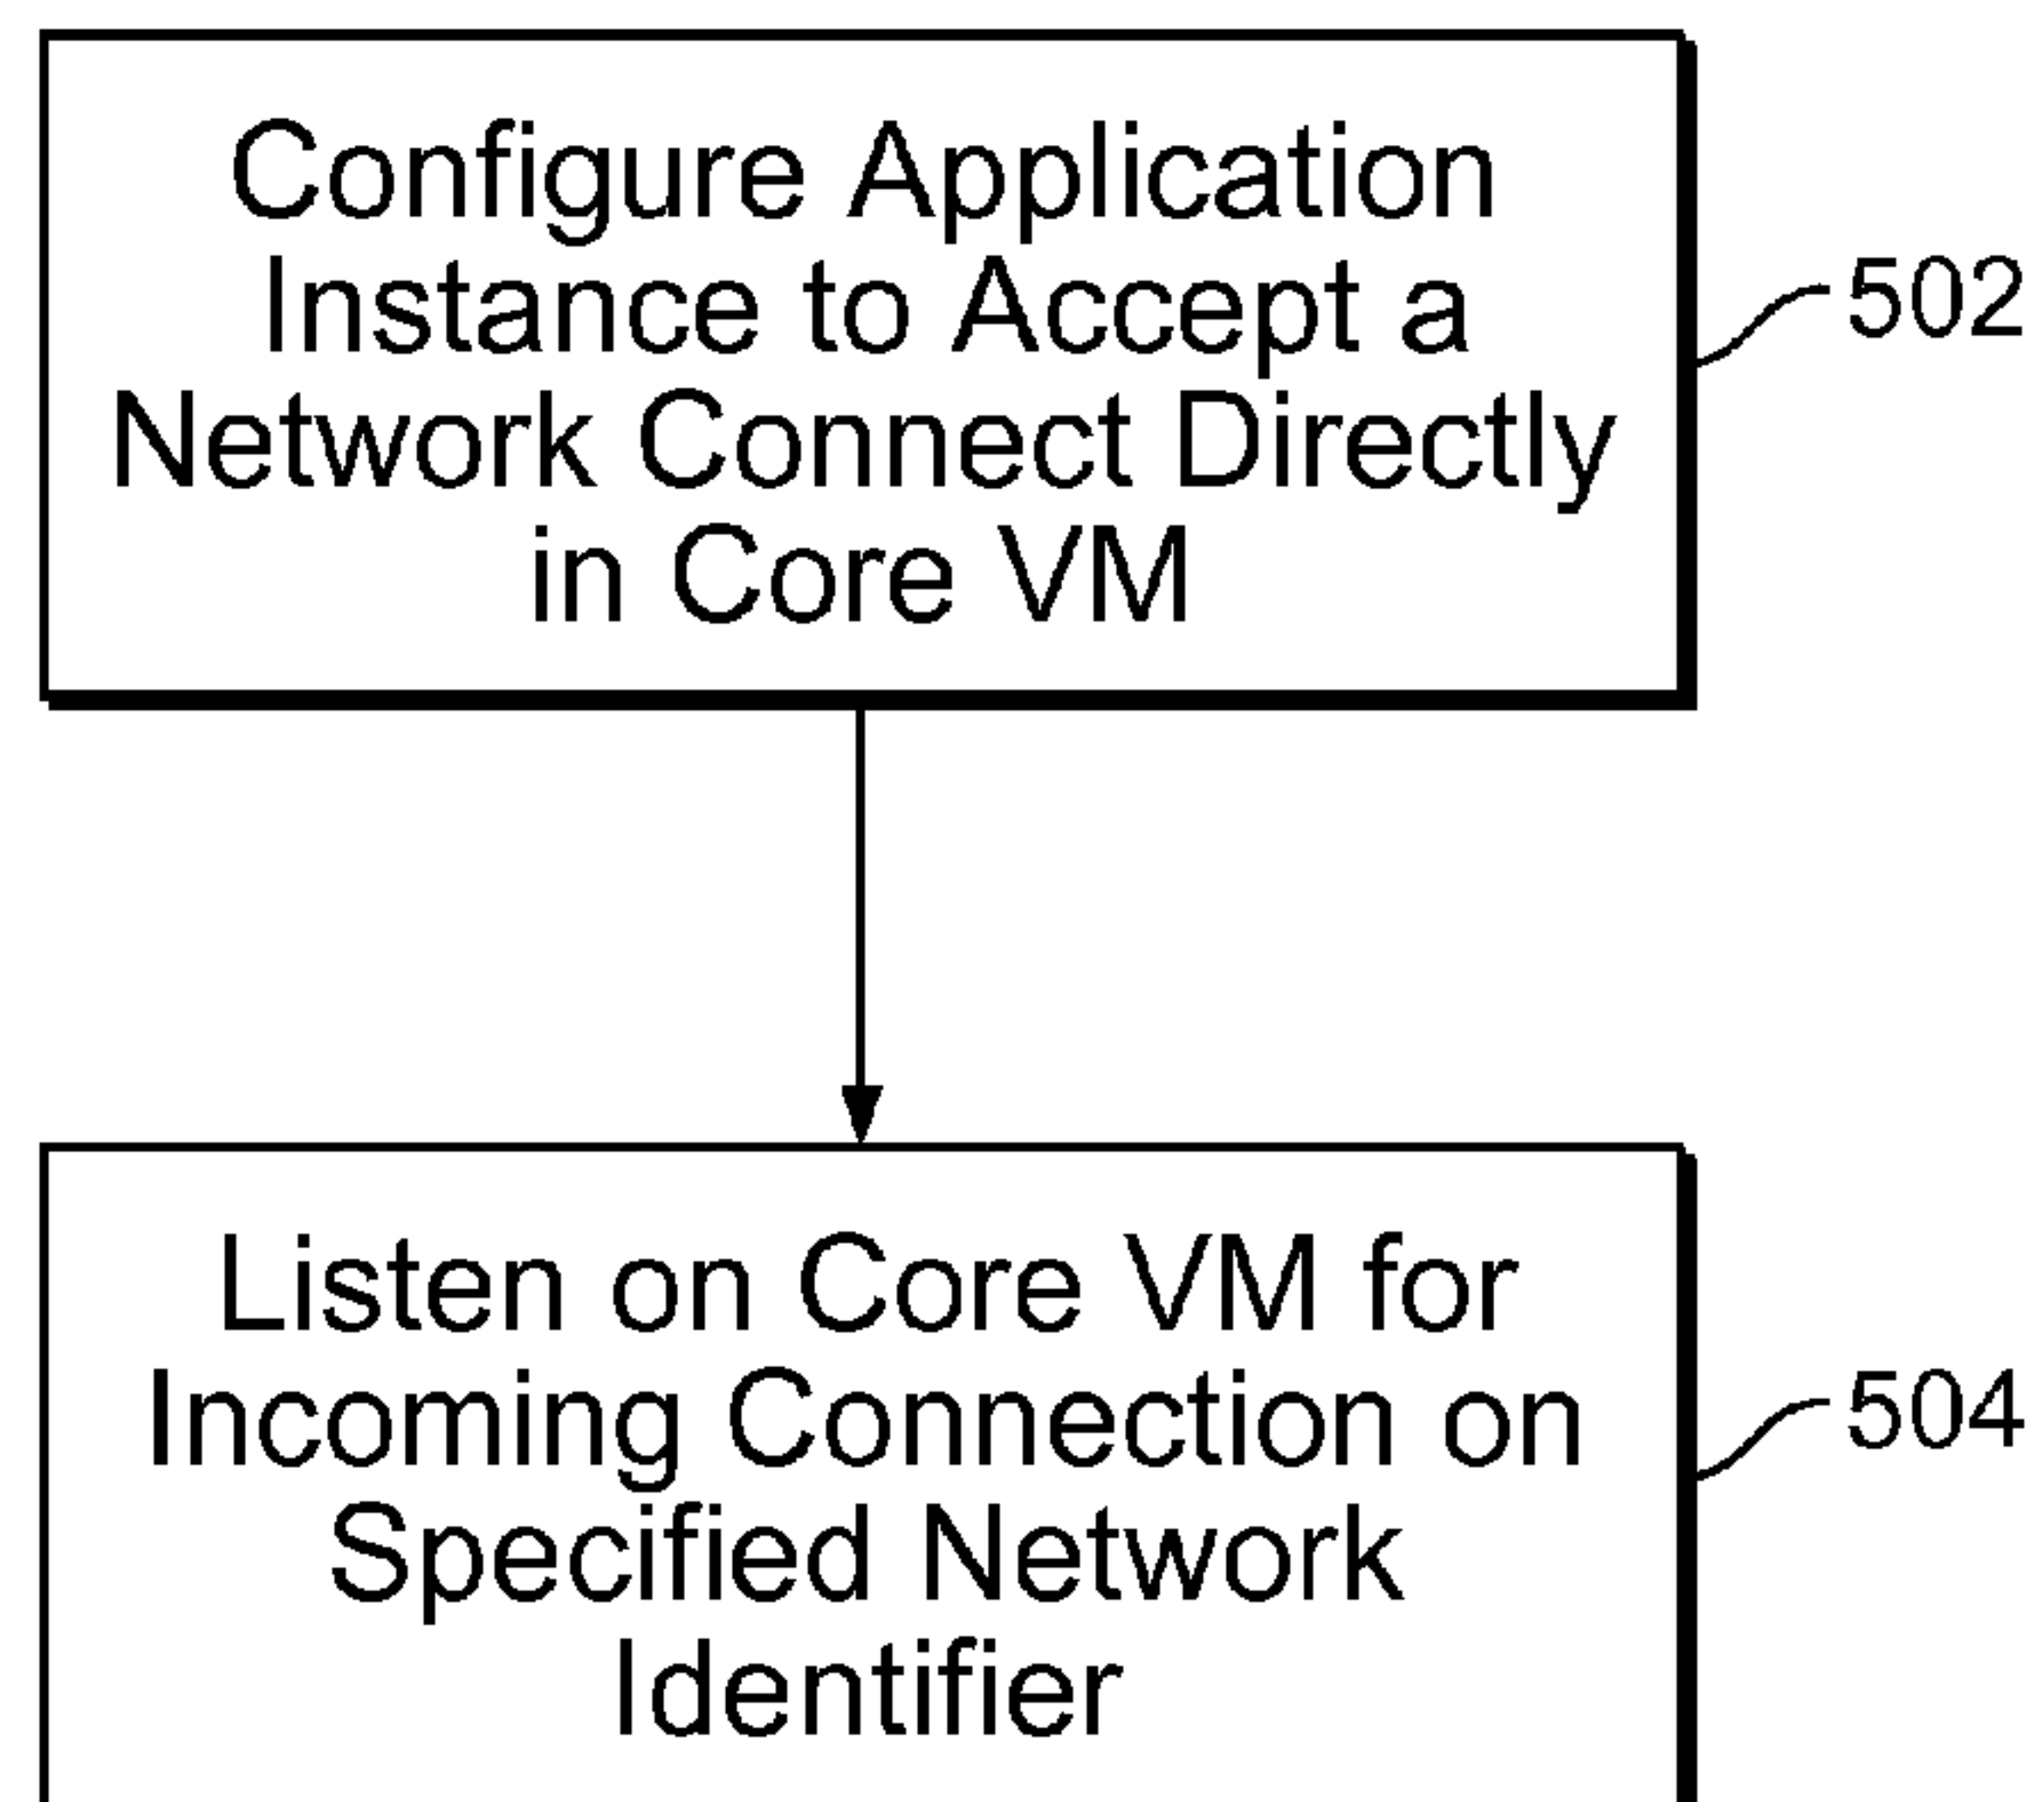 Configure Application
Instance to Accept a
Network Connect Directly
in Core VM
502
Listen on Core VM for
Incoming Connection on
Specified Network
Identifier
504